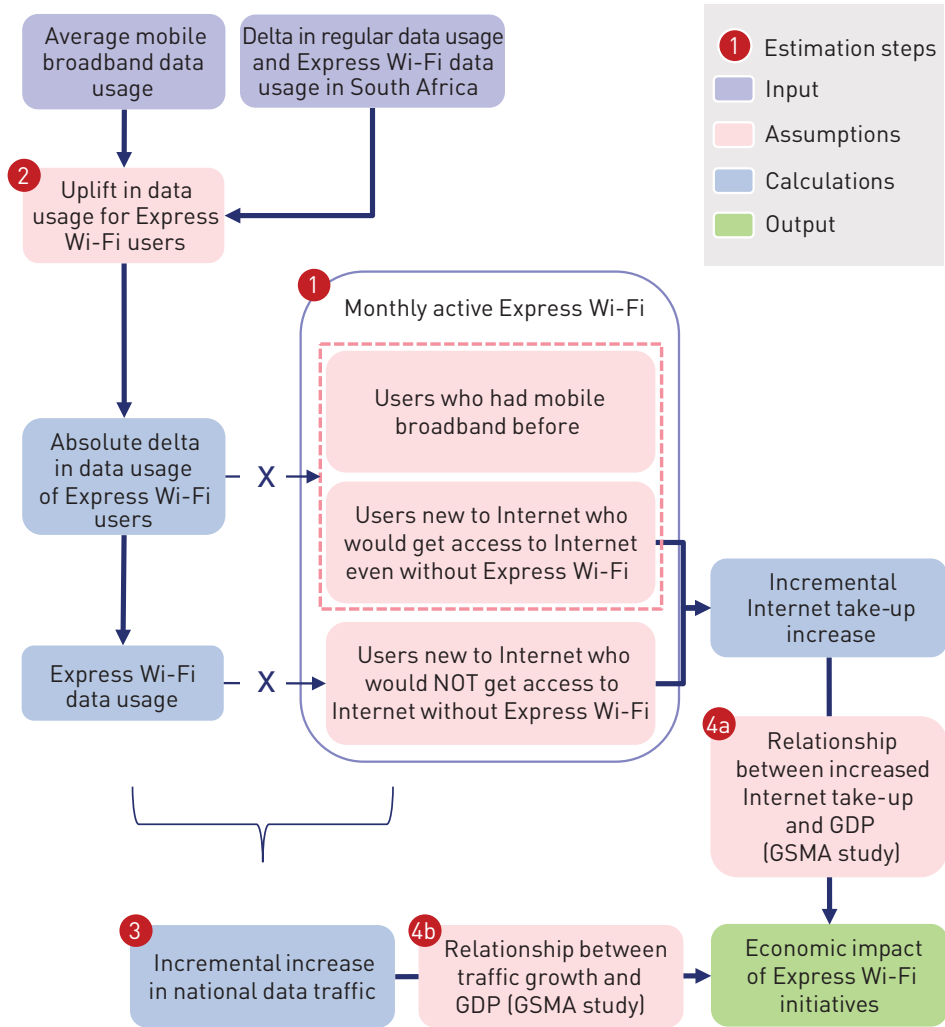 Average mobile
broadband data
usage
Delta in regular data usage
and Express Wi-Fi data
usage in South Africa
1 Estimation steps
Input
Assumptions
Calculations
Output
2
Uplift in data
usage for Express
Wi-Fi users
1
Monthly active Express Wi-Fi
Users who had mobile
broadband before
Absolute delta
in data usage
of Express Wi-Fi
users
X
Users new to Internet who
would get access to Internet
even without Express Wi-Fi
Incremental
Internet take-up
increase
Express Wi-Fi
data usage
X
Users new to Internet who
would NOT get access to
Internet without Express Wi-Fi
4a
Relationship
between increased
Internet take-up
and GDP
(GSMA study)
3
Incremental increase
in national data traffic
4b
Relationship between
traffic growth and
GDP (GSMA study)
Economic impact
of Express Wi-Fi
initiatives